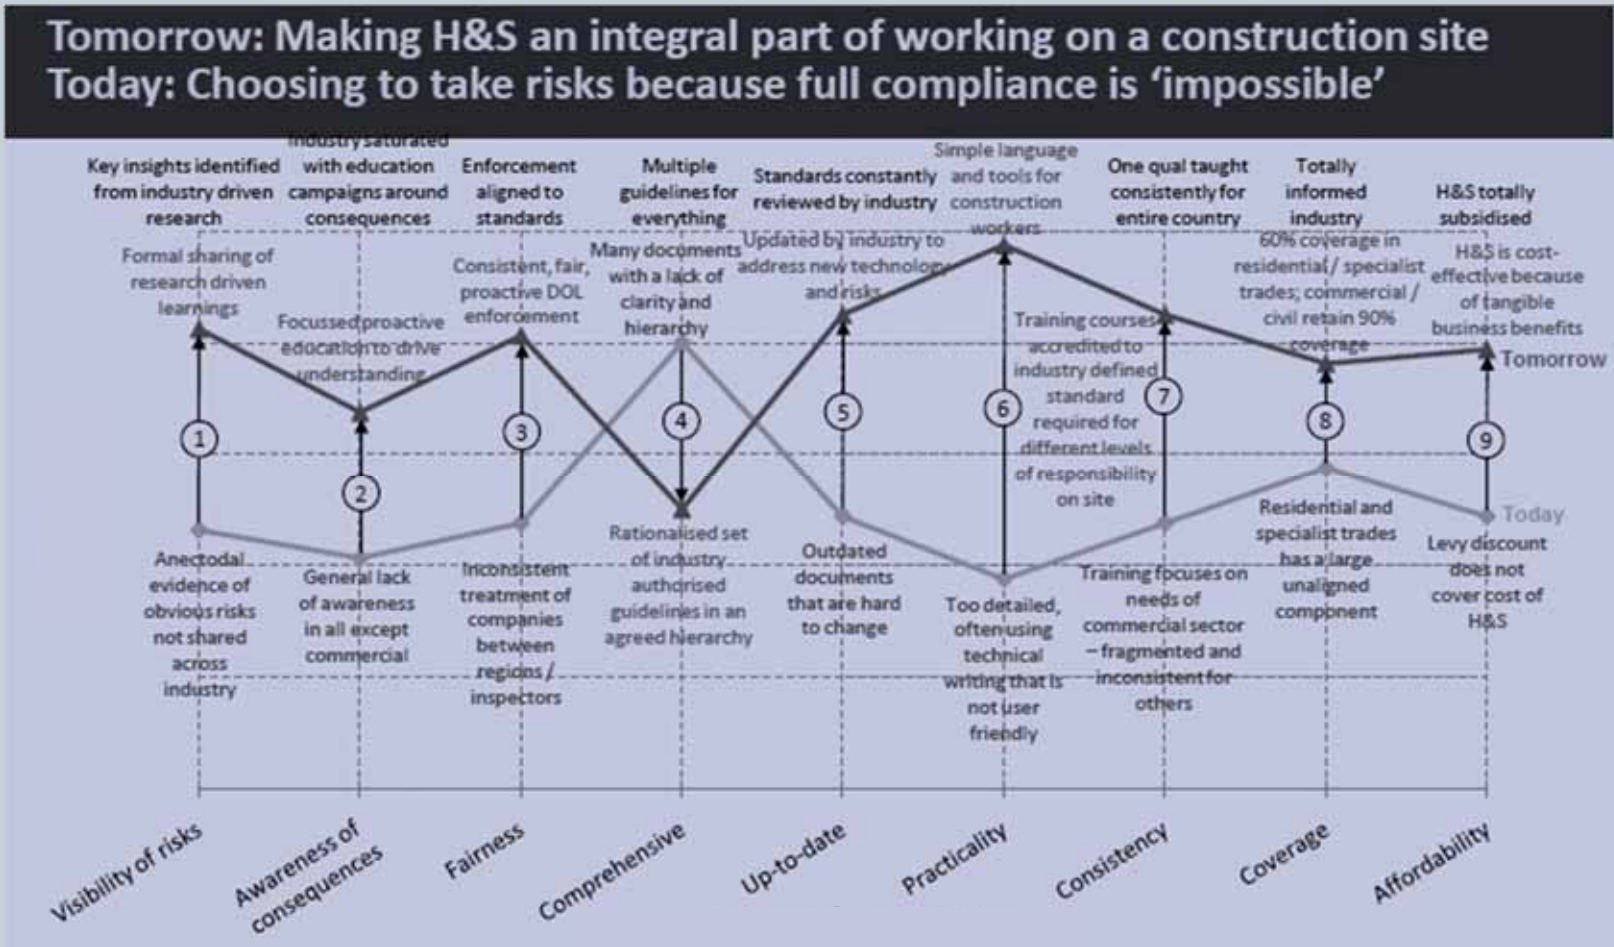 Tomorrow: Making H&S an integral part of working on a construction site
Today: Choosing to take risks because full compliance is ‘impossible’
Key insights identified
from industry driven
research
Industry saturated
with education
campaigns around
consequences
Enforcement
aligned to
standards
Multiple
guidelines for
everything
Standards constantly
reviewed by industry
Simple language
and tools for
construction
workers
One qual taught
consistently for
entire country
Totally
informed
industry
H&S totally
subsidised
Formal sharing of
research driven
learnings
Focussed proactive
education to drive
understanding
Consistent, fair,
proactive DOL
enforcement
Many documents
with a lack of
clarity and
hierarchy
Updated by industry to
address new technology
and risks
Training courses
accredited to
industry defined
standard
required for
different levels
of responsibility
on site
60% coverage in
residential / specialist
trades; commercial /
civil retain 90%
coverage
H&S is cost-
effective because
of tangible
business benefits
Tomorrow
1
2
3
4
5
6
7
8
9
Today
Anectodal
evidence of
obvious risks
not shared
across
industry
General lack
of awareness
in all except
commercial
Inconsistent
treatment of
companies
between
regions /
inspectors
Rationalised set
of industry
authorised
guidelines in an
agreed hierarchy
Outdated
documents
that are hard
to change
Too detailed,
often using
technical
writing that is
not user
friendly
Training focuses on
needs of
commercial sector
– fragmented and
inconsistent for
others
Residential and
specialist trades
has a large
unaligned
component
Levy discount
does not
cover cost of
H&S
Visibility of risks
Awareness of
consequences
Fairness
Comprehensive
Up-to-date
Practicality
Consistency
Coverage
Affordability